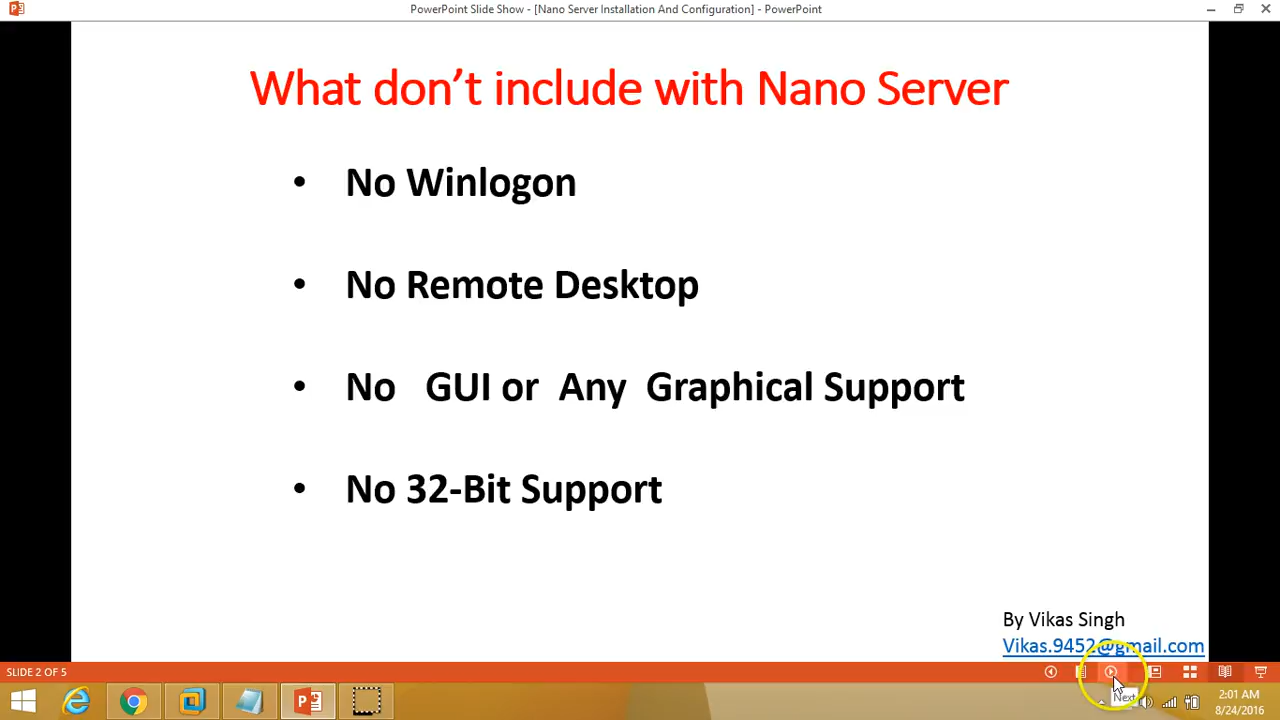 PowerPoint Slide Show - [Nano Server Installation And Configuration] - PowerPoint
What don't include with Nano Server
• No Winlogon
• No Remote Desktop
• No GUI or Any Graphical Support
• No 32-Bit Support
By Vikas Singh
Vikas.9452@gmail.com
SLIDE 2 OF 5
Next
2:01 AM
8/24/2016